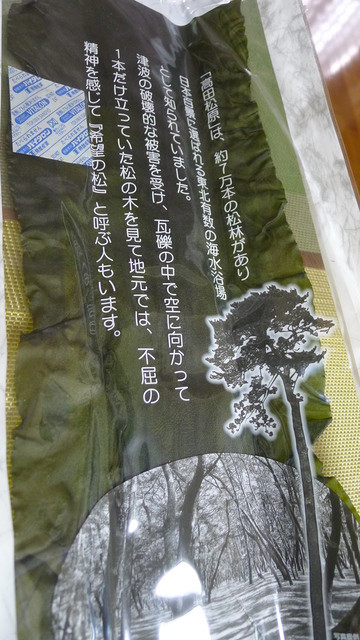 「高田松原」は、約7万本の松林があり
日本百景に選ばれる東北有数の海水浴場
として知られていました。
津波の破壊的な被害を受け、瓦礫の中で空に向かって
1本だけ立っていた松の木を見て地元では、不屈の
精神を感じて『希望の松』と呼ぶ人もいます。